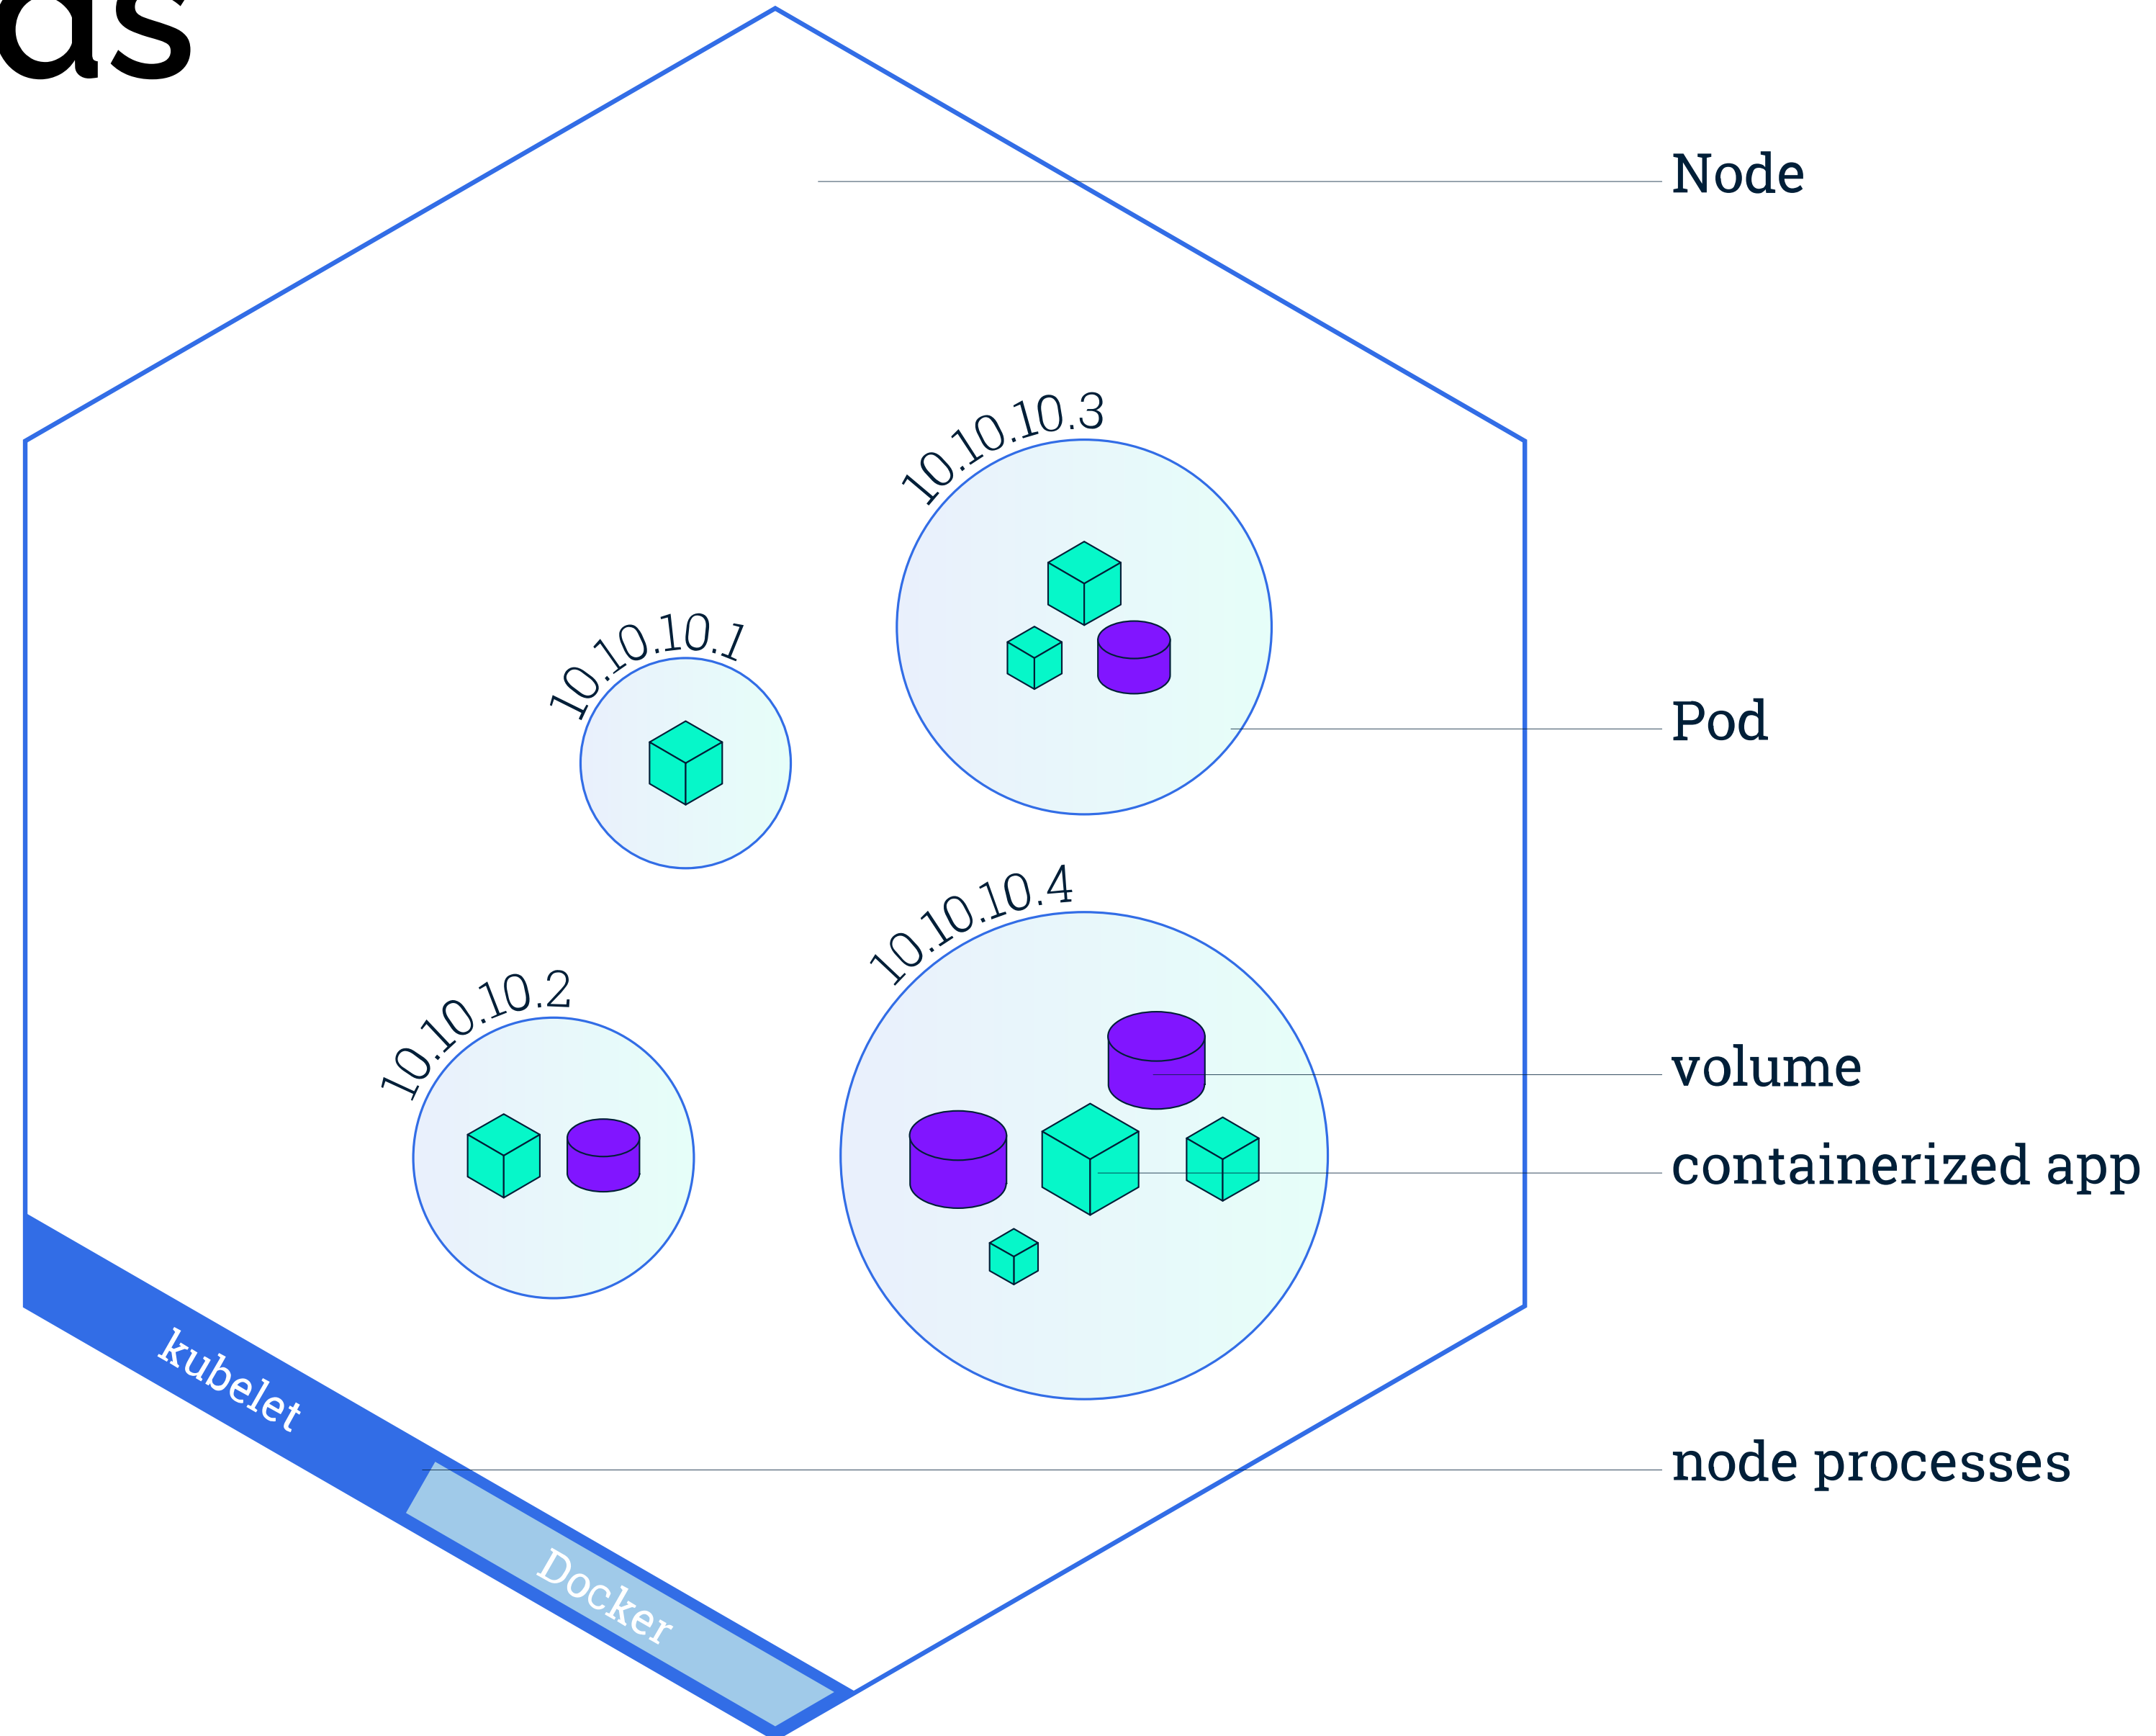 as
Node
10.10.10.3
10.10.10.1
Pod
10.10.10.4
10.10.10.2
volume
containerized app
Kubelet
node processes
Docker